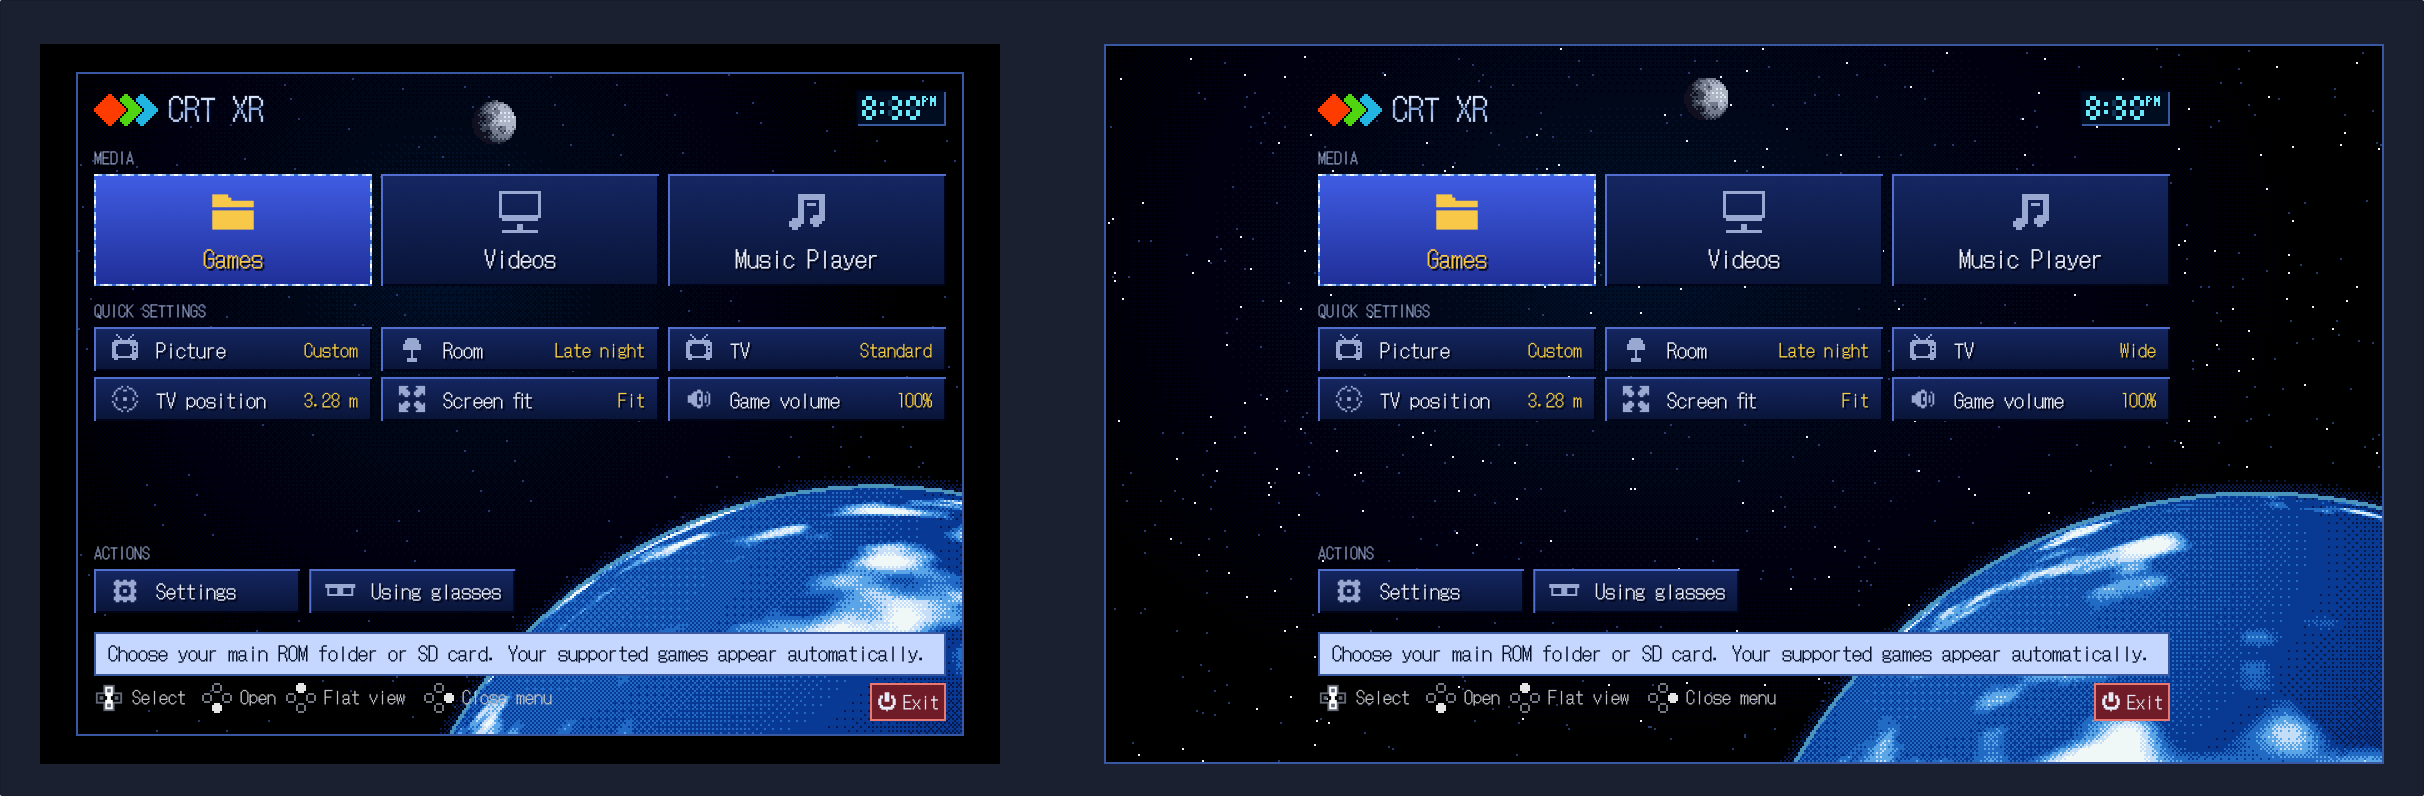 CRT XR
8:30PM
MEDIA
Games
Videos
Music Player
QUICK SETTINGS
Picture Custom
Room Late night
TV Standard
TV position 3.28 m
Screen fit Fit
Game volume 100%
ACTIONS
Settings
Using glasses
Choose your main ROM folder or SD card. Your supported games appear automatically.
Select Open Flat view Close menu
Exit
CRT XR
8:30PM
MEDIA
Games
Videos
Music Player
QUICK SETTINGS
Picture Custom
Room Late night
TV Wide
TV position 3.28 m
Screen fit Fit
Game volume 100%
ACTIONS
Settings
Using glasses
Choose your main ROM folder or SD card. Your supported games appear automatically.
Select Open Flat view Close menu
Exit